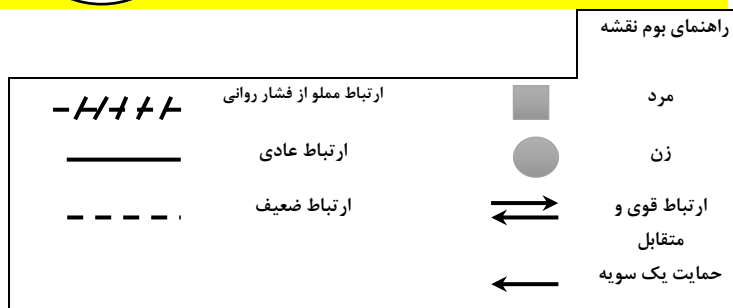 راهنمای بوم نقشه
مرد
ارتباط مملو از فشار روانی
زن
ارتباط عادی
ارتباط قوی و
متقابل
ارتباط ضعیف
حمایت یک سویه